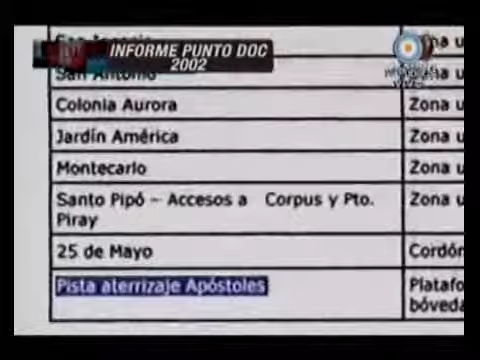 INFORME PUNTO DOC
2002
San Antonio
Zona u
Colonia Aurora
Zona u
Jardín América
Zona u
Montecarlo
Zona u
Santo Pipó – Accesos a Corpus y Pto.
Piray
Zona u
25 de Mayo
Cordón
Pista aterrizaje Apóstoles
Platafo
bóveda